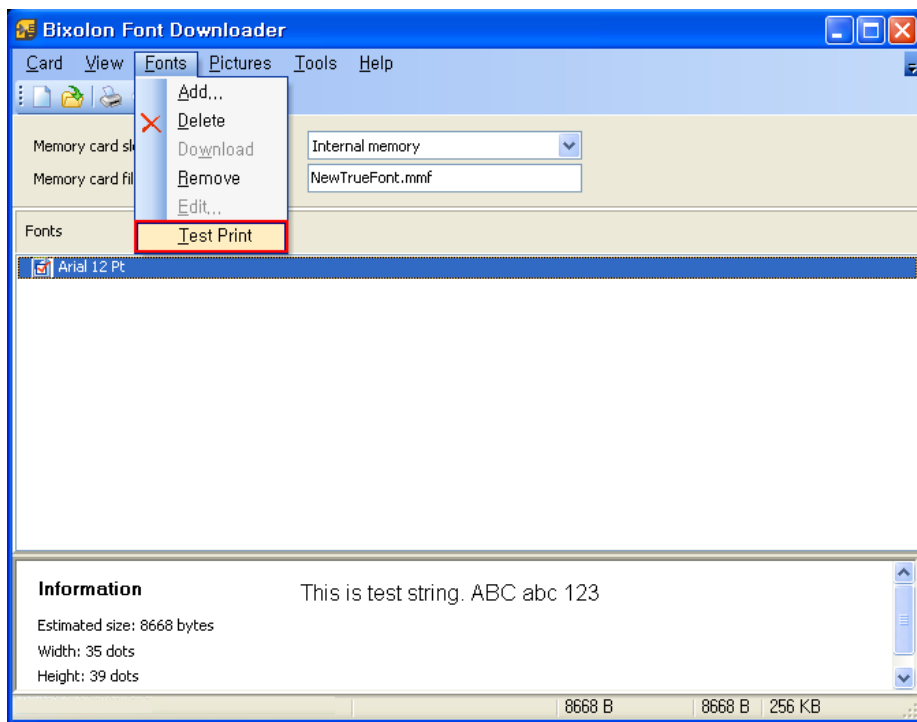 Bixolon Font Downloader
Card View Fonts Pictures Tools Help
Add...
Delete
Download
Remove
Edit...
Test Print
Memory card Internal memory
Memory card NewTrueFont.mmf
Fonts
Arial 12 Pt
Information
This is test string. ABC abc 123
Estimated size: 8668 bytes
Width: 35 dots
Height: 39 dots
8668 B 8668 B 256 KB